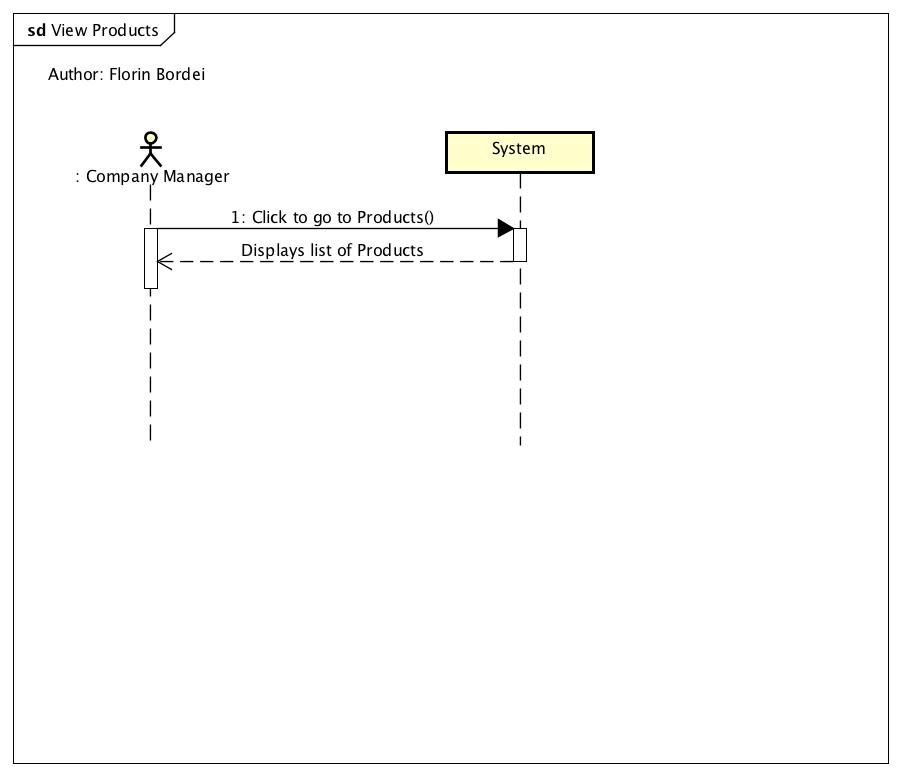 sd View Products
Author: Florin Bordei
System
: Company Manager
1: Click to go to Products()
Displays list of Products